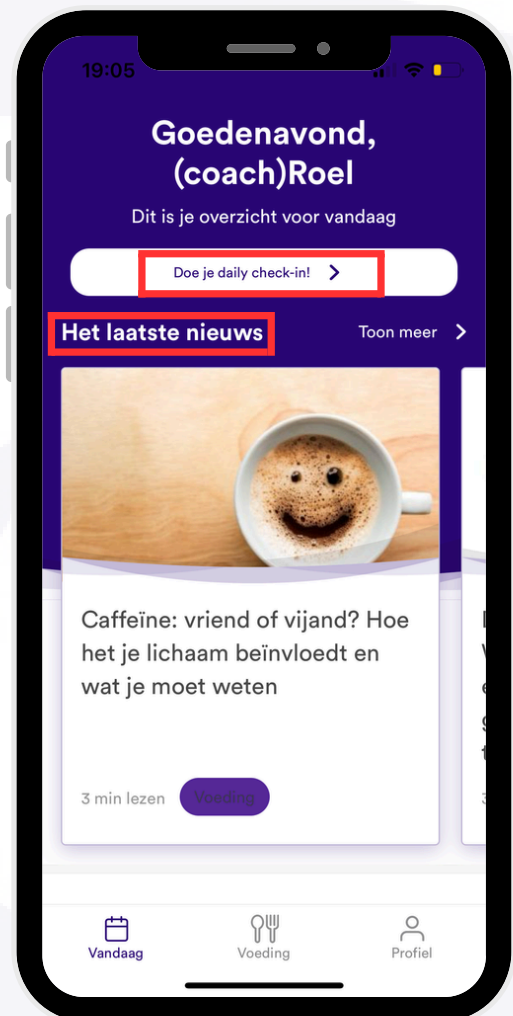 19:05
Goedenavond,
(coach)Roel
Dit is je overzicht voor vandaag
Doe je daily check-in!
Het laatste nieuws
Toon meer
Caffeïne: vriend of vijand? Hoe
het je lichaam beïnvloedt en
wat je moet weten
3 min lezen
Voeding
Vandaag
Voeding
Profiel